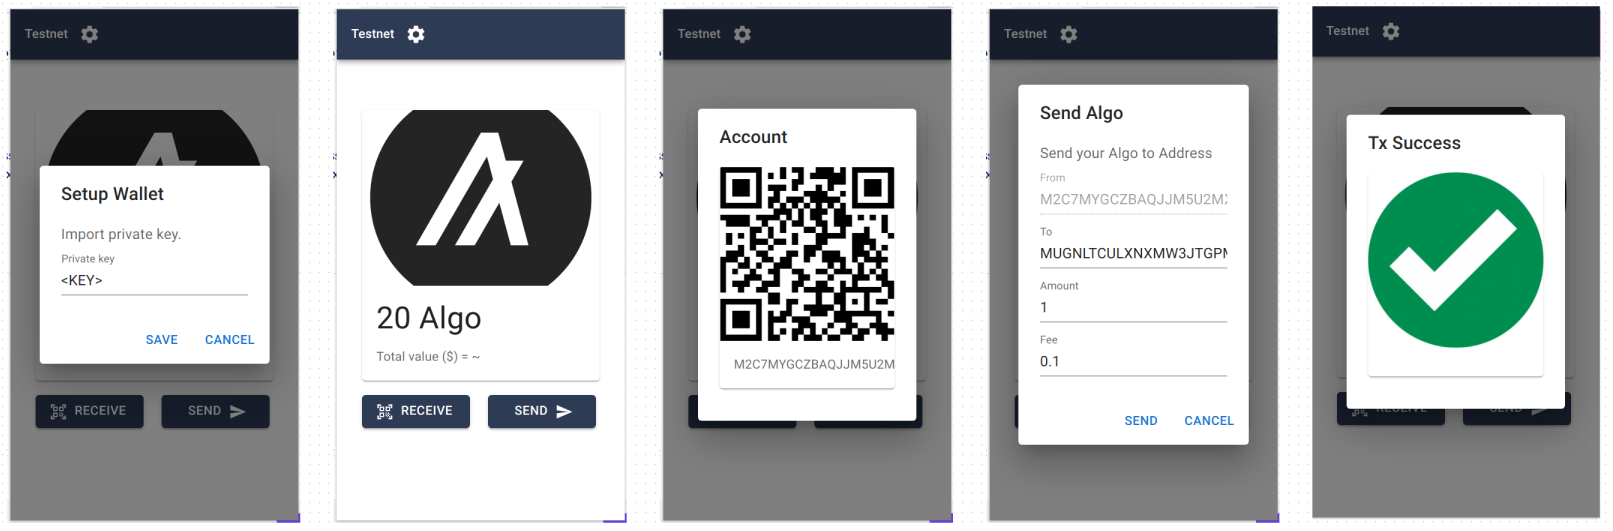 Testnet
Setup Wallet
Import private key.
Private key
<KEY>
SAVE CANCEL
RECEIVE SEND
Testnet
20 Algo
Total value ($) = ~
RECEIVE SEND
Testnet
Account
M2C7MYGCZBAQJJM5U2M
Testnet
Send Algo
Send your Algo to Address
From
M2C7MYGCZBAQJJM5U2M
To
MUGNLTCULXNXMW3JTGP
Amount
1
Fee
0.1
SEND CANCEL
Testnet
Tx Success
RECEIVE SEND